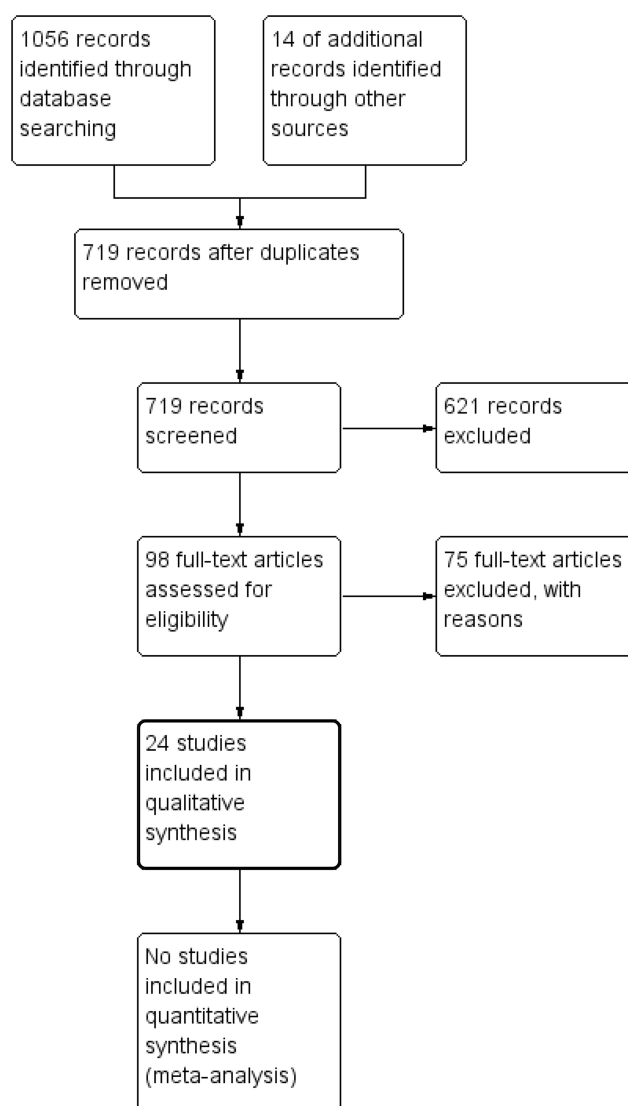 1056 records
identified through
database
searching
14 of additional
records identified
through other
sources
719 records after duplicates
removed
719 records
screened
621 records
excluded
98 full-text articles
assessed for
eligibility
75 full-text articles
excluded, with
reasons
24 studies
included in
qualitative
synthesis
No studies
included in
quantitative
synthesis
(meta-analysis)